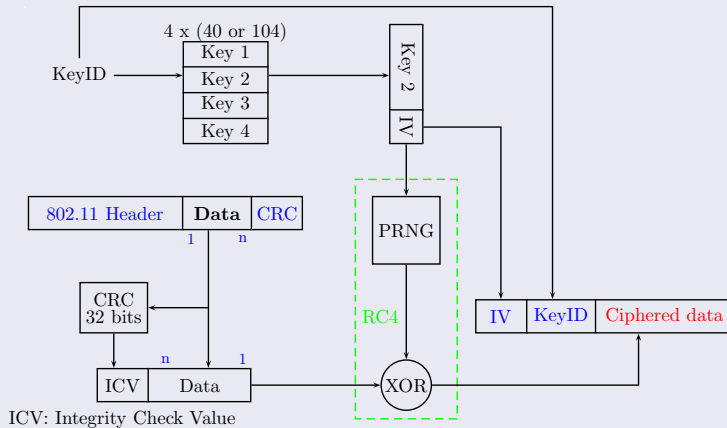 4 x (40 or 104)
KeyID
Key 1
Key 2
Key 3
Key 4
Key 2
IV
802.11 Header
Data
CRC
1
n
PRNG
RC4
CRC
32 bits
IV
KeyID
Ciphered data
n
1
ICV
Data
XOR
ICV: Integrity Check Value